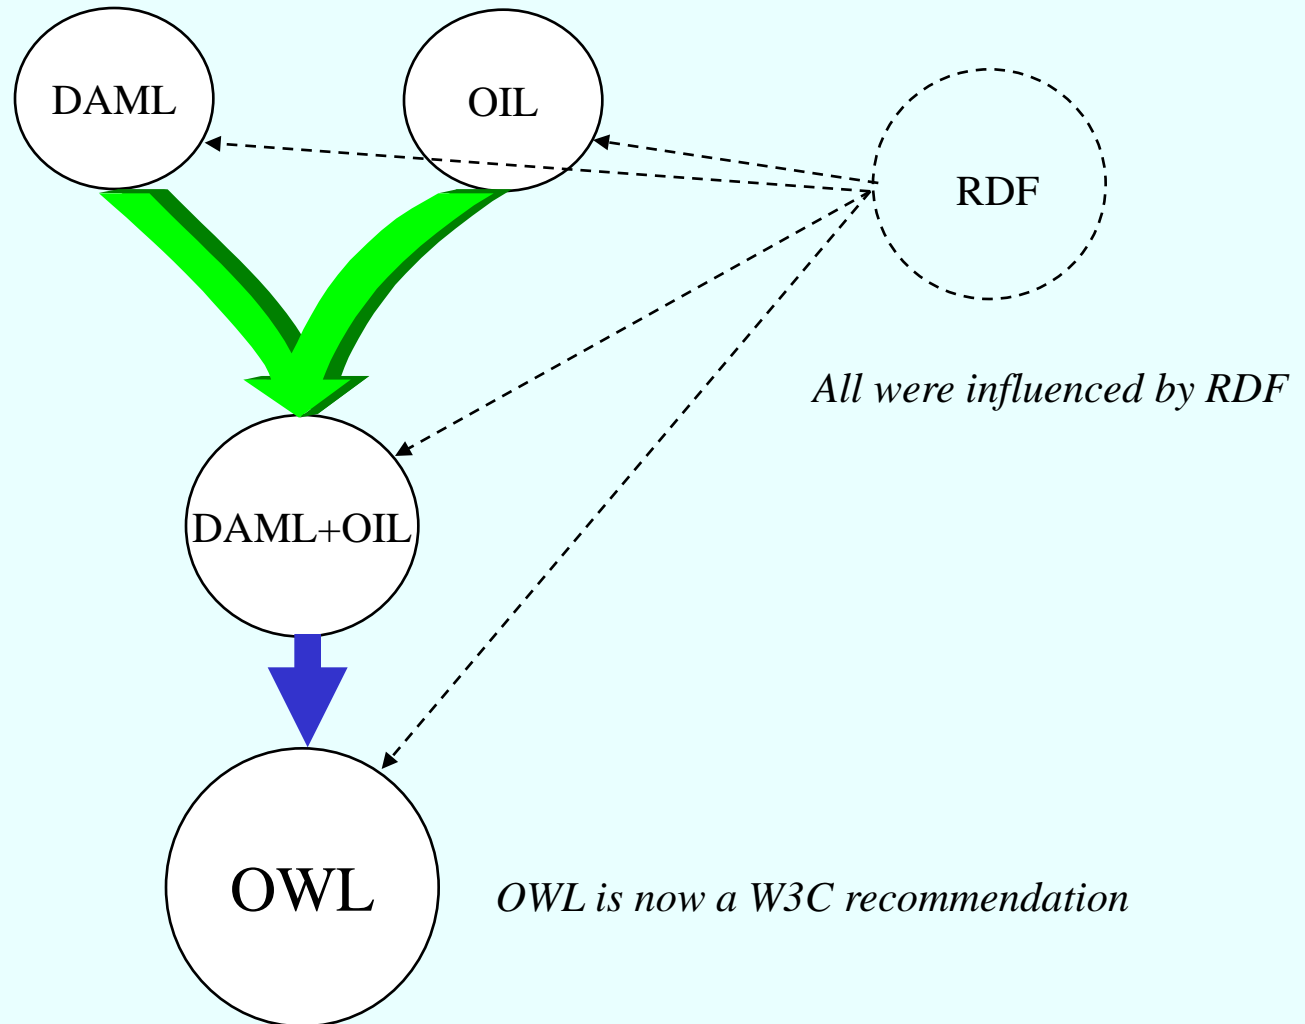 DAML
OIL
RDF
All were influenced by RDF
DAML+OIL
OWL
OWL is now a W3C recommendation